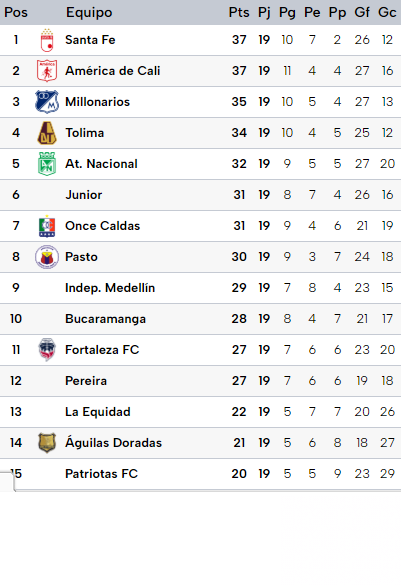 Pos Equipo Pts Pj Pg Pe Pp Gf Gc
1 Santa Fe 37 19 10 7 2 26 12
2 América de Cali 37 19 11 4 4 27 16
3 Millonarios 35 19 10 5 4 27 13
4 Tolima 34 19 10 4 5 25 12
5 At. Nacional 32 19 9 5 5 27 20
6 Junior 31 19 8 7 4 26 16
7 Once Caldas 31 19 9 4 6 21 19
8 Pasto 30 19 9 3 7 24 18
9 Indep. Medellín 29 19 7 8 4 23 15
10 Bucaramanga 28 19 8 4 7 21 17
11 Fortaleza FC 27 19 7 6 6 23 20
12 Pereira 27 19 7 6 6 19 18
13 La Equidad 22 19 5 7 7 20 26
14 Águilas Doradas 21 19 5 6 8 18 27
15 Patriotas FC 20 19 5 5 9 23 29